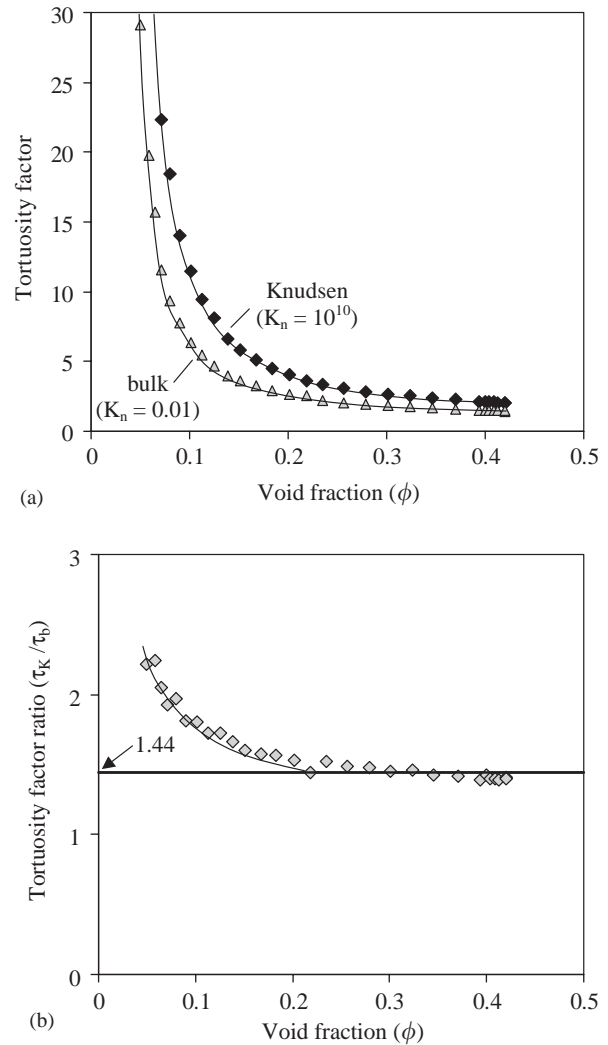 30
25
20
15
10
5
0
Tortuosity factor
Knudsen
(Kn = 10^10)
bulk
(Kn = 0.01)
0 0.1 0.2 0.3 0.4 0.5
Void fraction (ϕ)
(a)
3
2
1
0
Tortuosity factor ratio (τK /τb)
1.44
0 0.1 0.2 0.3 0.4 0.5
Void fraction (ϕ)
(b)